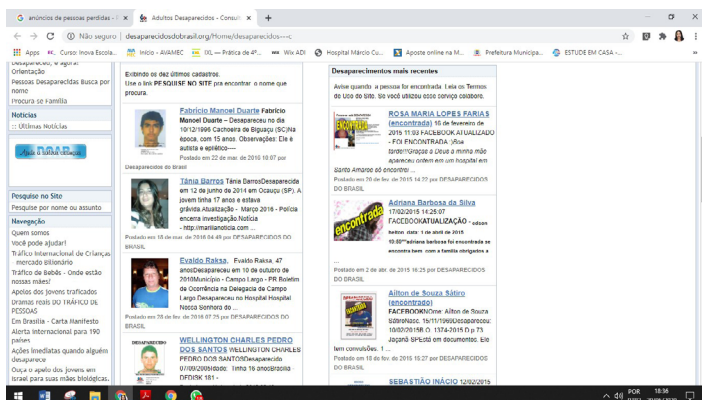 anúncios de pessoas perdidas - 
Adultos Desaparecidos - Consult
Não seguro | desaparecidosdobrasil.org/Home/desaparecidos---c
Apps
Curso: Inova Escola...
Início - AVAMEC
IXL — Prática de 4º...
Wix ADI
Hospital Márcio Cu...
Aposte online na M...
Prefeitura Municipa...
ESTUDE EM CASA -...
Desapareceu, e agora?
Orientação
Pessoas Desaparecidas Busca por
nome
Procura se Família
Notícias
:: Últimas Notícias
DOAR
Pesquise no Site
Pesquise por nome ou assunto
Navegação
Quem somos
Você pode ajudar!
Tráfico Internacional de Crianças
- mercado Bilionário
Tráfico de Bebês - Onde estão
nossas mães?
Apelos dos jovens traficados
Dramas reais DO TRÁFICO DE
PESSOAS
Em Brasília - Carta Manifesto
Alerta Internacional para 190
países
Ações imediatas quando alguém
desaparece
Ouça o apelo dos jovens em
Israel para suas mães biológicas.
Exibindo os dez últimos cadastros.
Use o link PESQUISE NO SITE pra encontrar o nome que
procura.
Fabrício Manoel Duarte Fabrício
Manoel Duarte – Desapareceu no dia
10/12/1996 Cachoeira de Biguaçu (SC)Na
época, com 15 anos. Observações: Ele é
autista e epilético----
Postado em 22 de mar. de 2016 10:07 por
Desaparecidos do Brasil
Tânia Barros Tânia BarrosDesaparecida
em 12 de junho de 2014 em Ocauçu (SP). A
jovem tinha 17 anos e estava
grávida.Atualização - Março 2016 - Polícia
encerra investigação.Notícia
- http://marilianoticia.com ...
Postado em 18 de mar. de 2016 04:49 por DESAPARECIDOS DO
BRASIL
Evaldo Raksa, Evaldo Raksa, 47
anosDesapareceu em 10 de outubro de
2010Município - Campo Largo - PR Boletim
de Ocorrência na Delegacia de Campo
Largo Desapareceu no Hospital Hospital
Nossa Senhora do ...
Postado em 28 de fev. de 2016 07:25 por DESAPARECIDOS DO
BRASIL
DESAPARECIDO
WELLINGTON CHARLES PEDRO
DOS SANTOS WELLINGTON CHARLES
PEDRO DOS SANTOSDesaparecido
07/09/2005Idade: Tinha 16 anosBrasília
DEDISK 181 -
Desaparecimentos mais recentes
Avise quando a pessoa for encontrada. Leia os Termos
de Uso do Site. Se você utilizou esse serviço colabore.
ROSA MARIA LOPES FARIAS
(encontrada) 16 de fevereiro de
2015 11:03 FACEBOOK ATUALIZADO
- FOI ENCONTRADA :)Boa
tarde!!!Graças a Deus a minha mãe
apareceu ontem em um hospital em
Santo Amaro só encontrei ...
Postado em 20 de fev. de 2015 14:22 por DESAPARECIDOS
DO BRASIL
encontrada
Adriana Barbosa da Silva
17/02/2015 14:25:07
FACEBOOKATUALIZAÇÃO - edson
belton, data: 1 de abril de 2015
adriana barbosa foi encontrada se
encontra bem com a família obrigados a
...
Postado em 2 de abr. de 2015 16:25 por DESAPARECIDOS
DO BRASIL
Ailton de Souza Sátiro
(encontrado)
FACEBOOKNOme: Ailton de Souza
SátiroNasc. 15/11/1968Desapareceu:
10/02/2015B.O. 1374-2015 D.p 73
Jaçanã SPEstá em documentos. Ele
tem convulsões. 1 ...
Postado em 18 de fev. de 2015 15:27 por DESAPARECIDOS
DO BRASIL
SEBASTIÃO INÁCIO 12/02/2015
POR
18:36